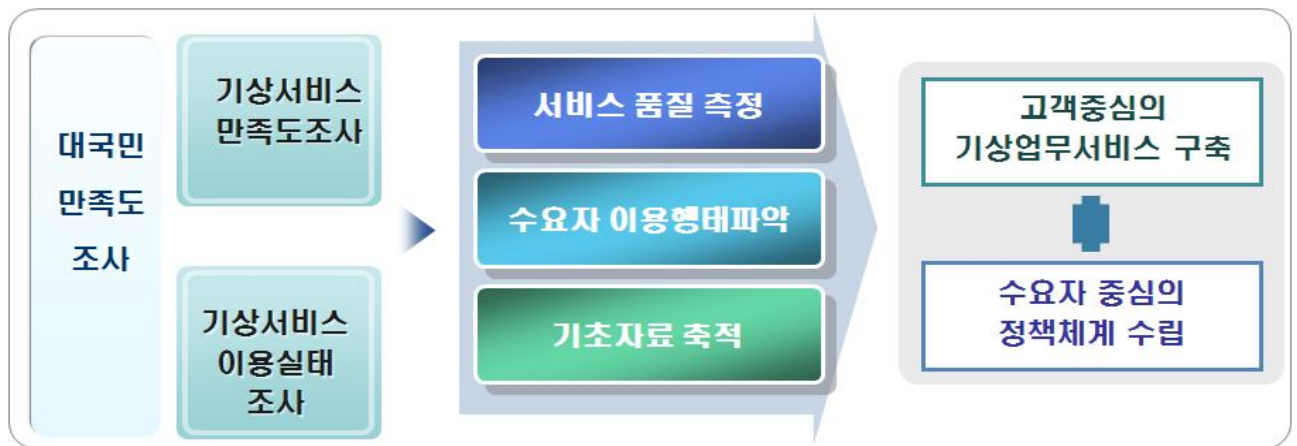 대국민
만족도
조사
기상서비스
만족도조사
기상서비스
이용실태
조사
서비스 품질 측정
수요자 이용행태파악
기초자료 축적
고객중심의
기상업무서비스 구축
수요자 중심의
정책체계 수립